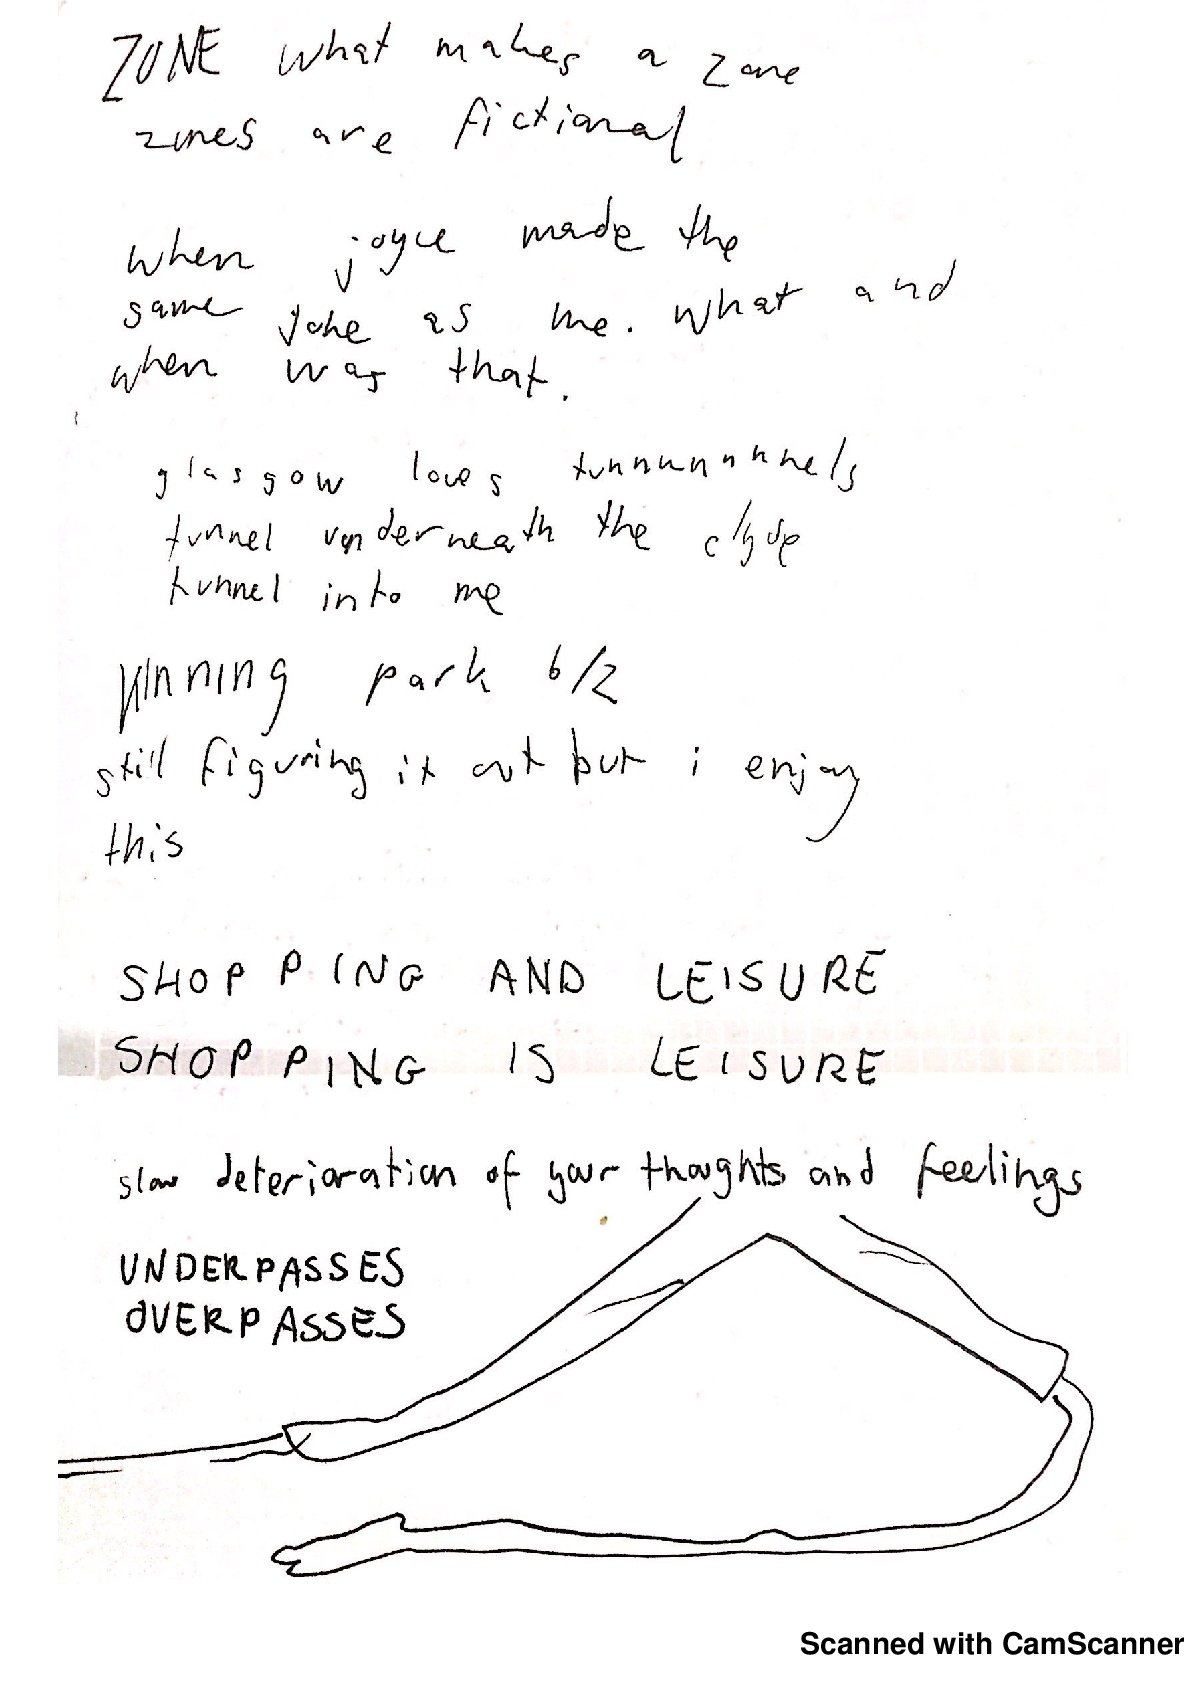 ZONE what makes a zone
zones are fictional
when joyce made the
same joke as me. what and
when was that.
glasgow loves tunnnunnnnels
tunnel underneath the clyde
tunnel into me
KINNING park 6/2
still figuring it out but i enjoy
this
SHOPPING AND LEISURE
SHOPPING IS LEISURE
slow deterioration of your thoughts and feelings
UNDERPASSES
OVERPASSES
Scanned with CamScanner